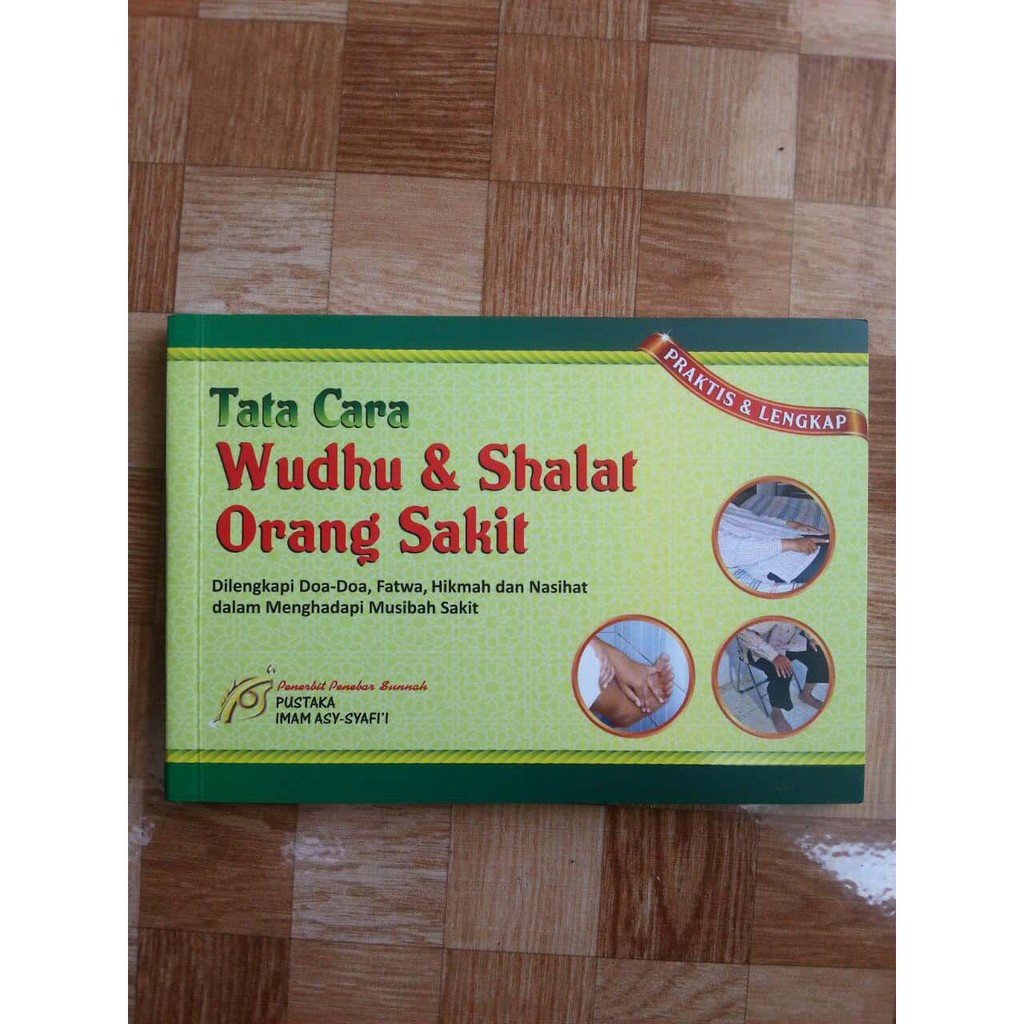 PRAKTIS & LENGKAP
Tata Cara
Wudhu & Shalat
Orang Sakit
Dilengkapi Doa-Doa, Fatwa, Hikmah dan Nasihat
dalam Menghadapi Musibah Sakit
Penerbit Penebar Sunnah
PUSTAKA
IMAM ASY-SYAFI'I